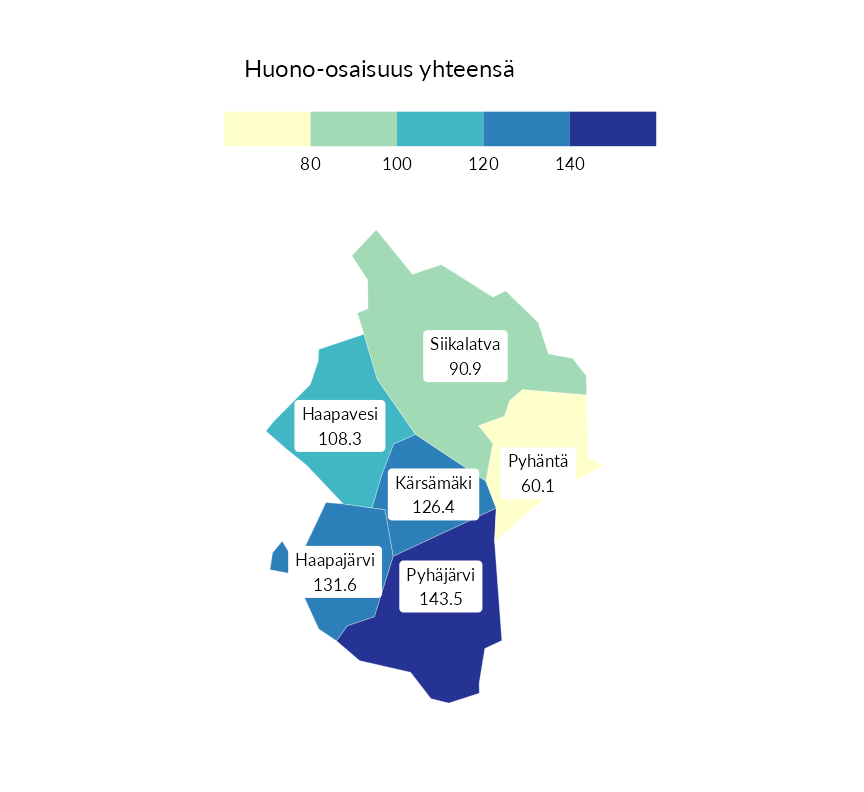 Huono-osaisuus yhteensä
80 100 120 140
Siikalatva
90.9
Haapavesi
108.3
Pyhäntä
60.1
Kärsämäki
126.4
Haapajärvi
131.6
Pyhäjärvi
143.5